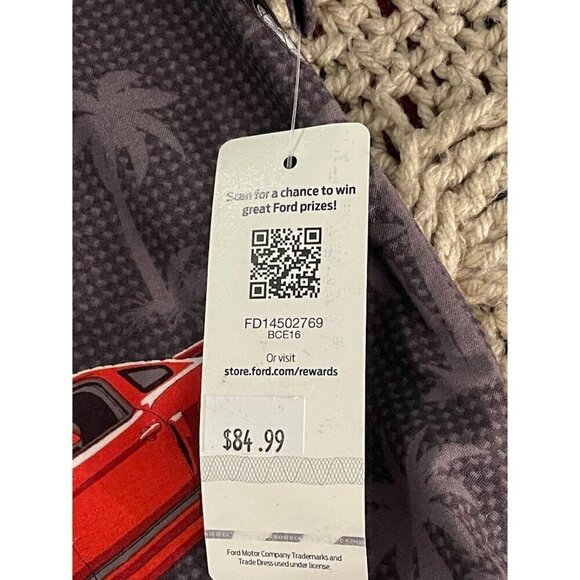 Scan for a chance to win
great Ford prizes!
FD14502769
BCE16
Or visit
store.ford.com/rewards
$84.99
Ford Motor Company Trademarks and
Trade Dress used under license.